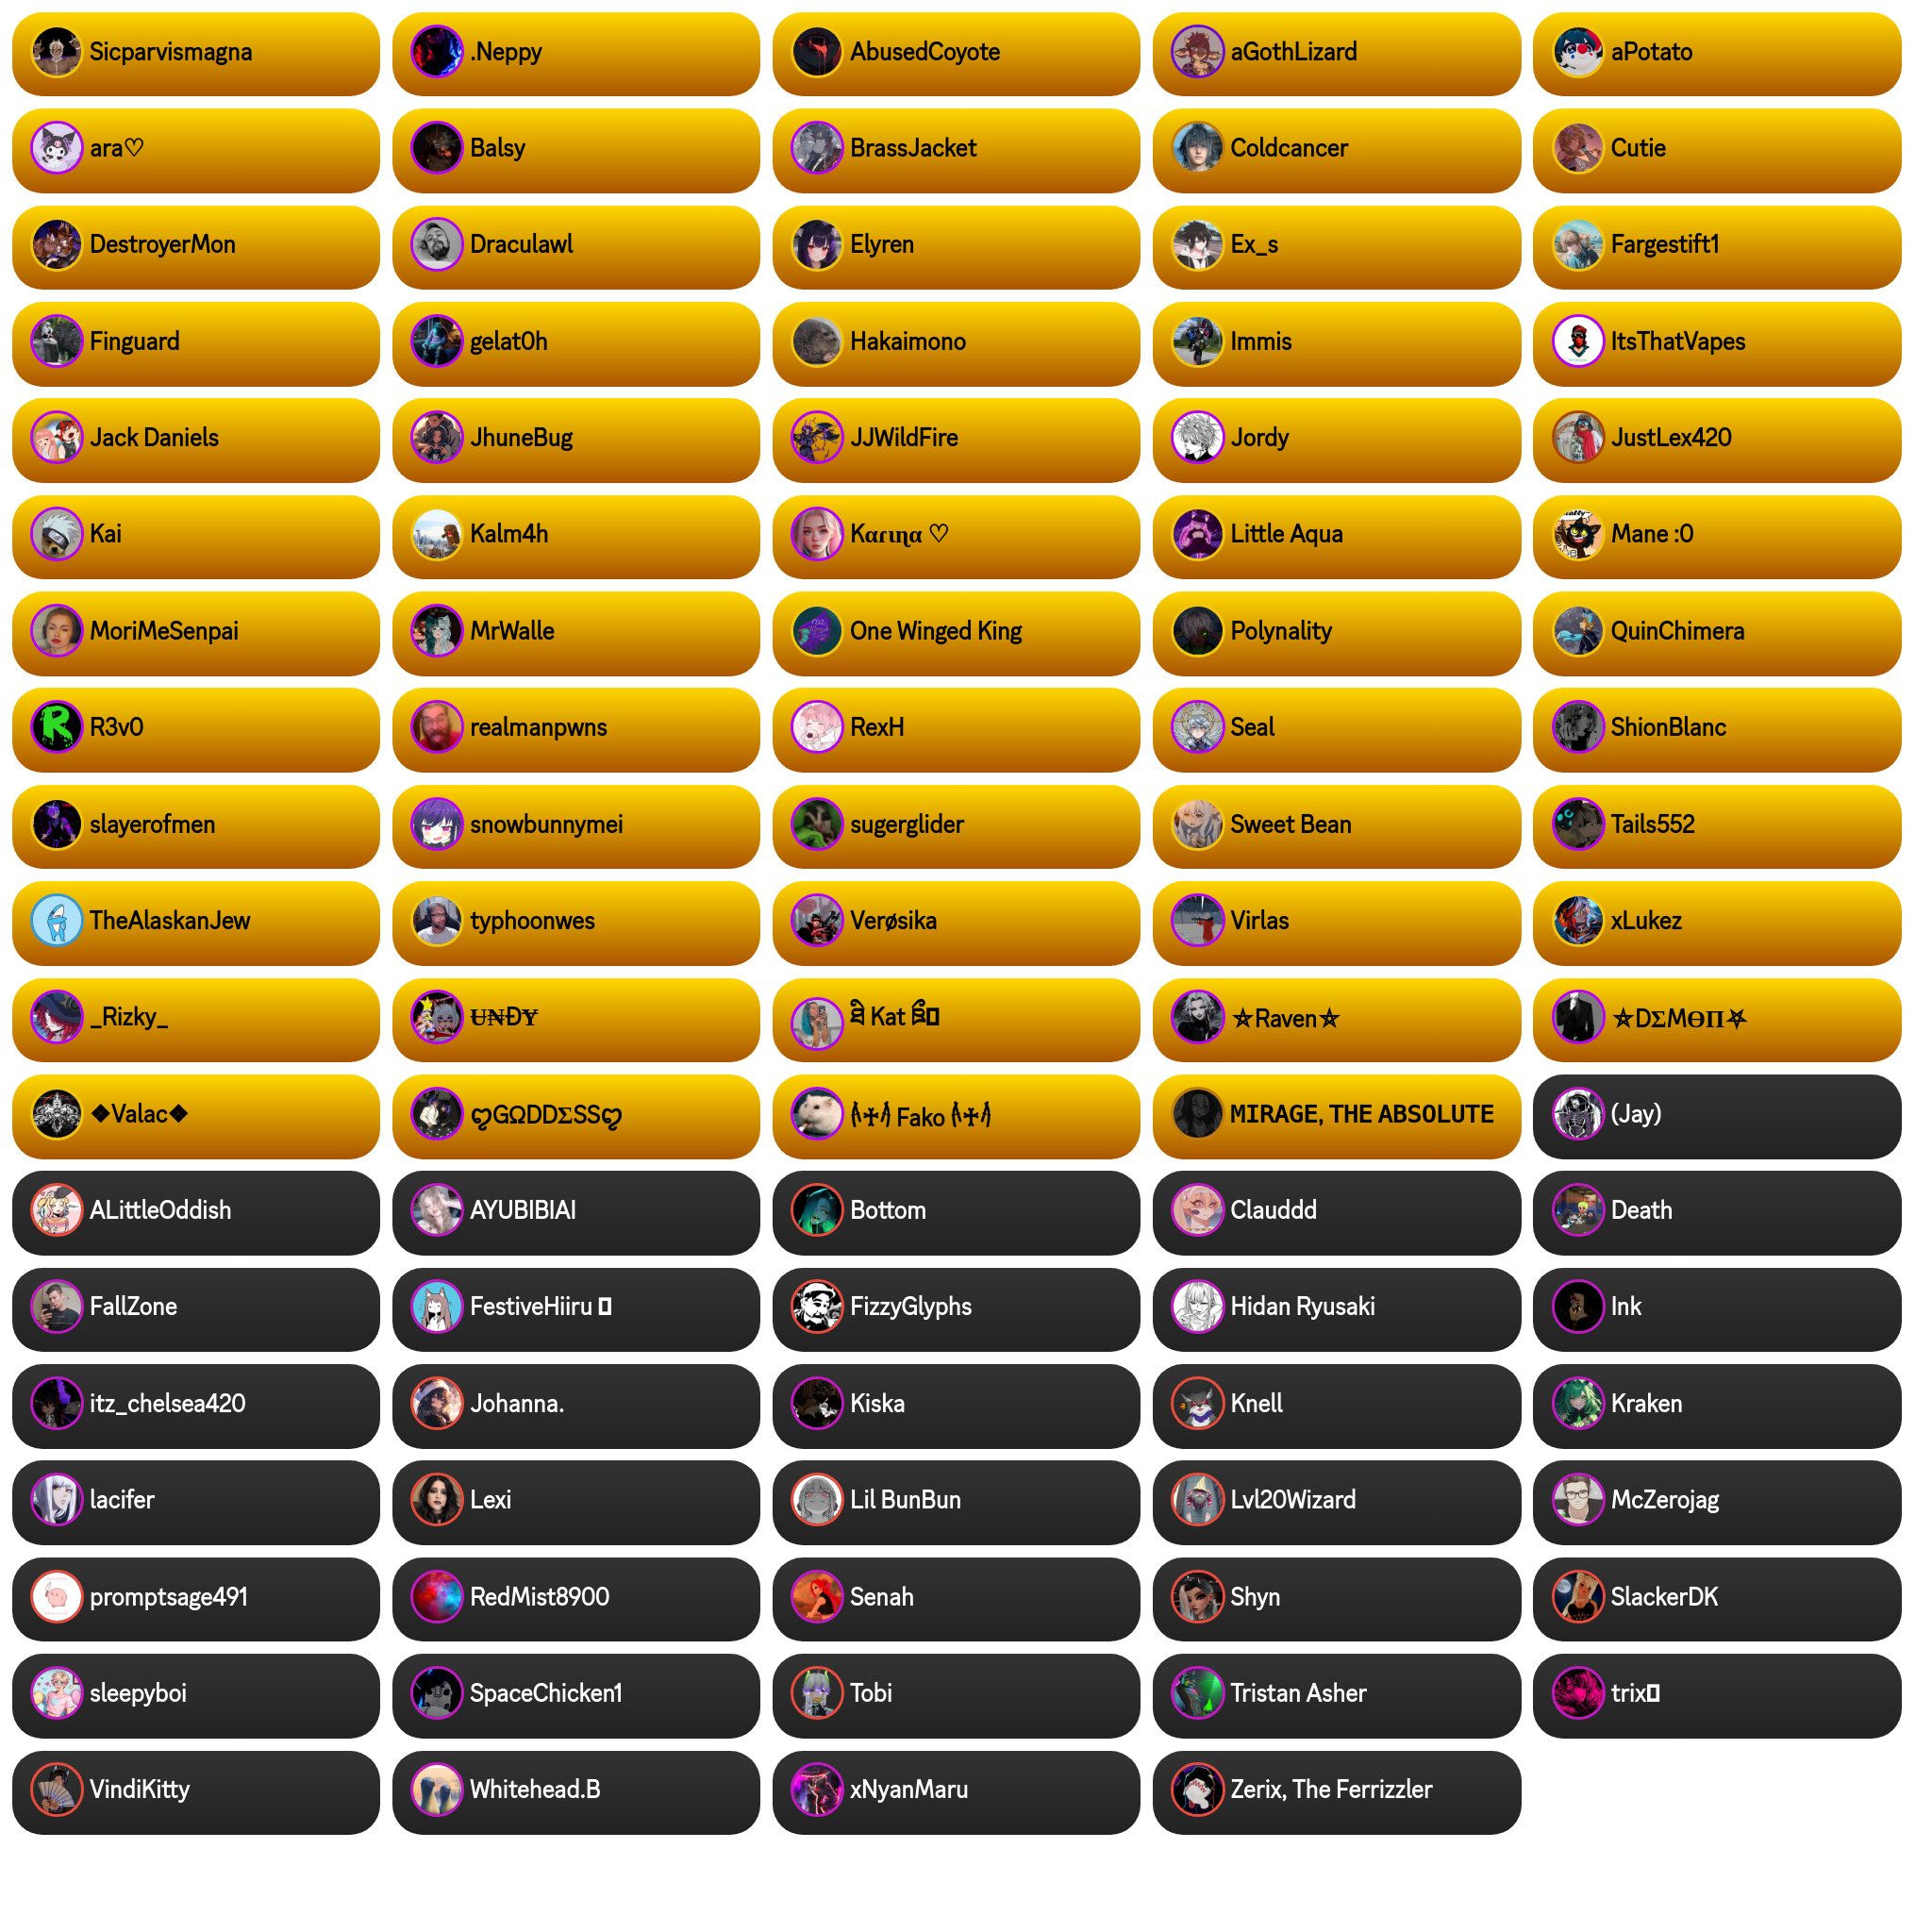 Sicparvismagna
.Neppy
AbusedCoyote
aGothLizard
aPotato
ara♡
Balsy
BrassJacket
Coldcancer
Cutie
DestroyerMon
Draculawl
Elyren
Ex_s
Fargestift1
Finguard
gelat0h
Hakaimono
Immis
ItsThatVapes
Jack Daniels
JhuneBug
JJWildFire
Jordy
JustLex420
Kai
Kalm4h
Kαɾιɳα ♡
Little Aqua
Mane :0
MoriMeSenpai
MrWalle
One Winged King
Polynality
QuinChimera
R3v0
realmanpwns
RexH
Seal
ShionBlanc
slayerofmen
snowbunnymei
sugerglider
Sweet Bean
Tails552
TheAlaskanJew
typhoonwes
Verøsika
Virlas
xLukez
_Rizky_
U̶N̶ĐY̶
Kat
⛤Raven⛤
⛤DΣMӨП⛧
❖Valac❖
ღGΩDDΣSSღ
Fako
MIRAGE, THE ABSOLUTE
(Jay)
ALittleOddish
AYUBIBIAI
Bottom
Clauddd
Death
FallZone
FestiveHiiru
FizzyGlyphs
Hidan Ryusaki
Ink
itz_chelsea420
Johanna.
Kiska
Knell
Kraken
lacifer
Lexi
Lil BunBun
Lvl20Wizard
McZerojag
promptsage491
RedMist8900
Senah
Shyn
SlackerDK
sleepyboi
SpaceChicken1
Tobi
Tristan Asher
trix
VindiKitty
Whitehead.B
xNyanMaru
Zerix, The Ferrizzler